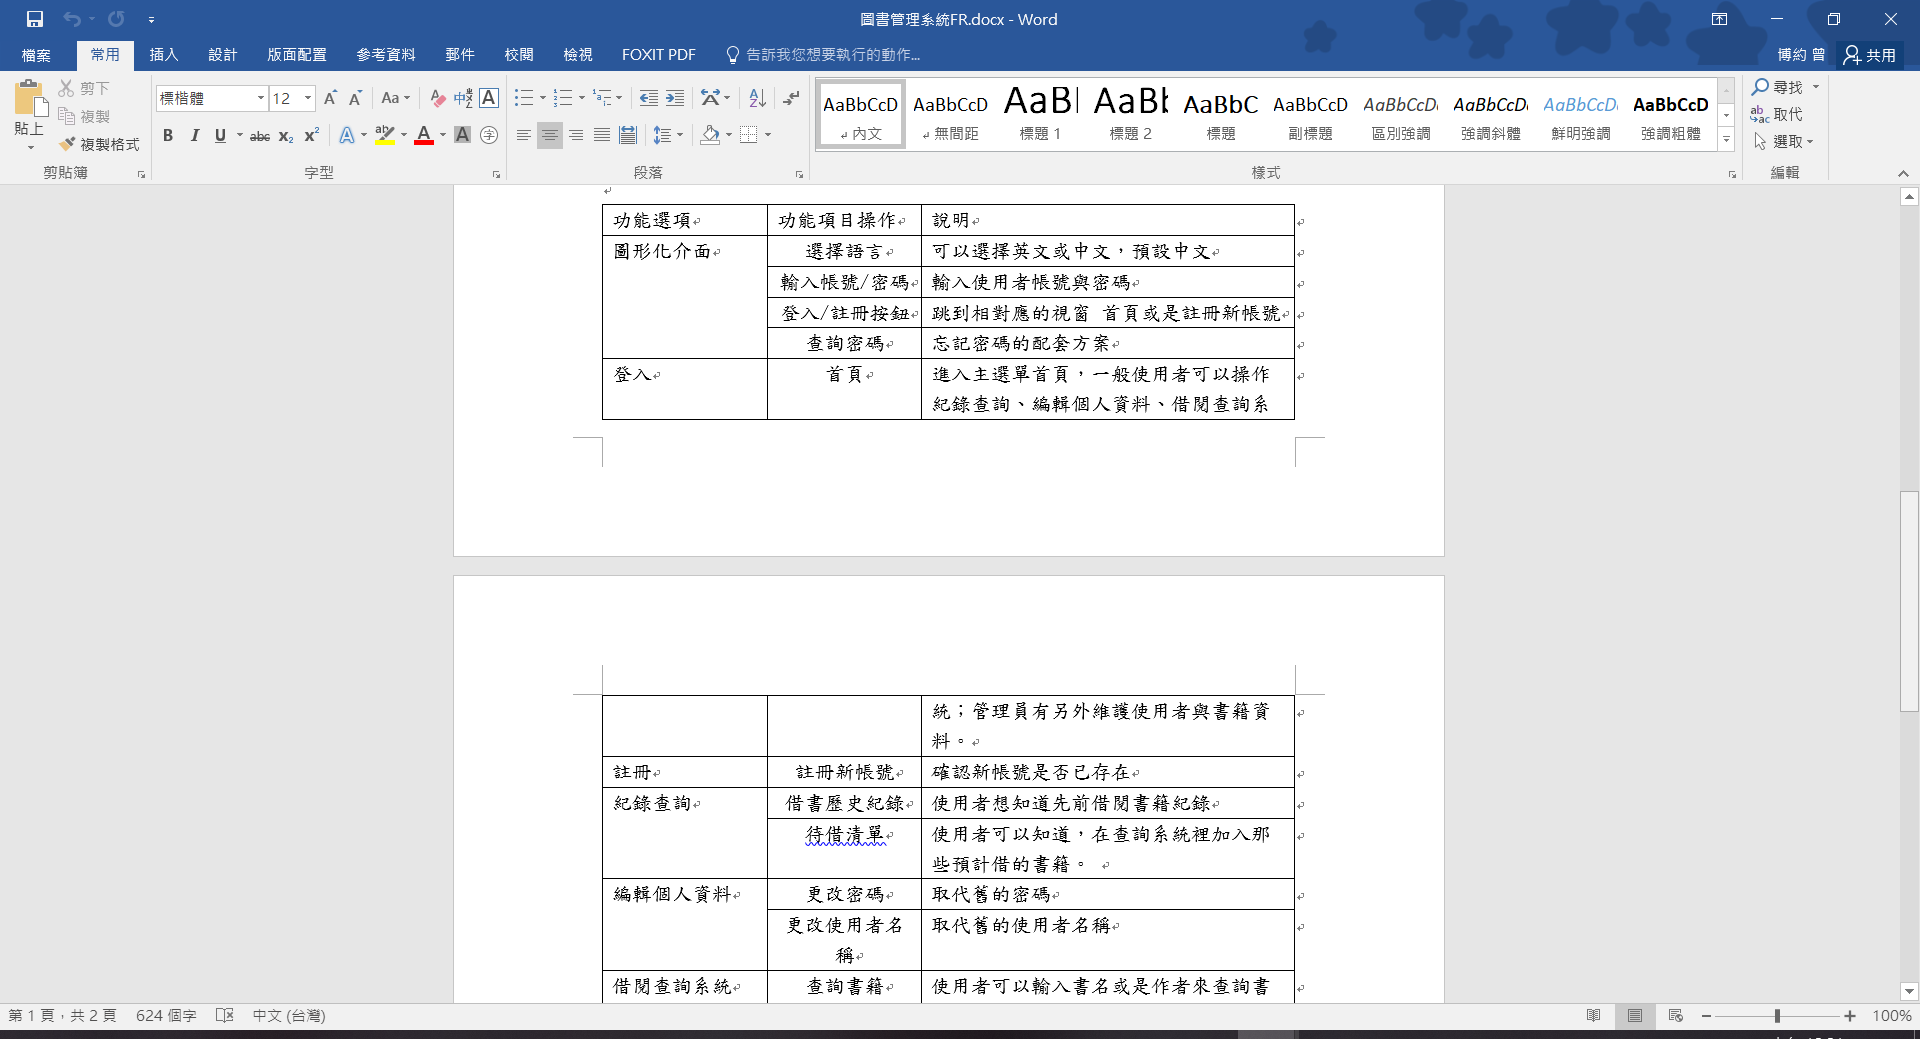 圖書管理系統FR.docx - Word
檔案 常用 插入 設計 版面配置 參考資料 郵件 校閱 檢視 FOXIT PDF 告訴我您想要執行的動作... 博約 曾 共用
剪下
複製
複製格式
貼上
剪貼簿
標楷體 12
字型
段落
AaBbCcD AaBbCcD AaBl AaBb AaBbC AaBbCcD AaBbCcD AaBbCcD AaBbCcD AaBbCcD
內文 無間距 標題 1 標題 2 標題 副標題 區別強調 強調斜體 鮮明強調 強調粗體
樣式
尋找
取代
選取
編輯
功能選項 功能項目操作 說明
圖形化介面 選擇語言 可以選擇英文或中文，預設中文
輸入帳號/密碼 輸入使用者帳號與密碼
登入/註冊按鈕 跳到相對應的視窗 首頁或是註冊新帳號
查詢密碼 忘記密碼的配套方案
登入 首頁 進入主選單首頁，一般使用者可以操作
紀錄查詢、編輯個人資料、借閱查詢系
統；管理員有另外維護使用者與書籍資
料。
註冊 註冊新帳號 確認新帳號是否已存在
紀錄查詢 借書歷史紀錄 使用者想知道先前借閱書籍紀錄
待借清單 使用者可以知道，在查詢系統裡加入那
些預計借的書籍。
編輯個人資料 更改密碼 取代舊的密碼
更改使用者名 取代舊的使用者名稱
稱
借閱查詢系統 查詢書籍 使用者可以輸入書名或是作者來查詢書
第 1 頁，共 2 頁 624 個字 中文 (台灣) 100%